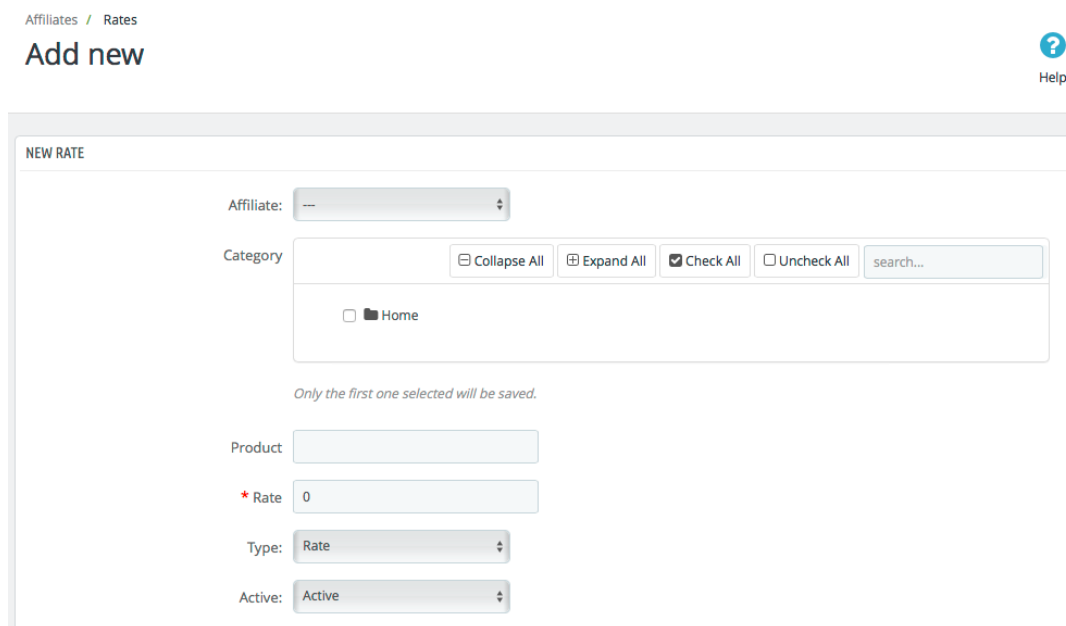 Affiliates / Rates
Add new
Help
NEW RATE
Affiliate: ---
Category Collapse All Expand All Check All Uncheck All search...
Home
Only the first one selected will be saved.
Product
* Rate 0
Type: Rate
Active: Active